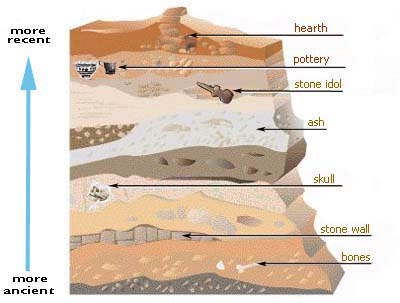 more
recent
hearth
pottery
stone idol
ash
skull
stone wall
bones
more
ancient